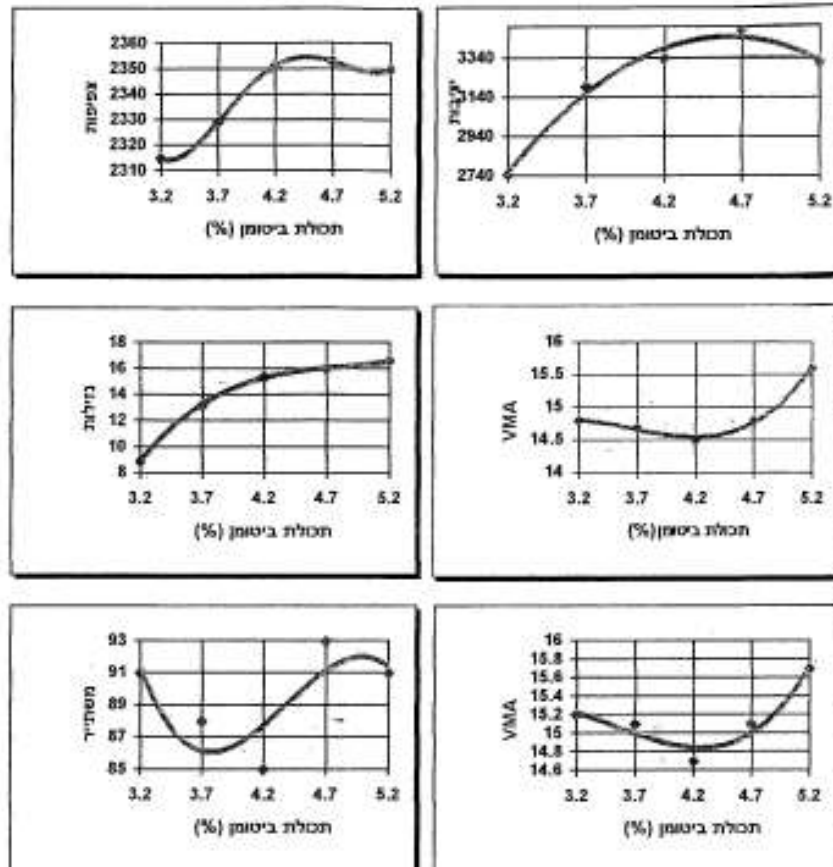 צפיפות
2360
2350
2340
2330
2320
2310
3.2 3.7 4.2 4.7 5.2
תכולת ביטומן (%)
יציבות
3340
3140
2940
2740
3.2 3.7 4.2 4.7 5.2
תכולת ביטומן (%)
נזילות
18
16
14
12
10
8
3.2 3.7 4.2 4.7 5.2
תכולת ביטומן (%)
VMA
16
15.5
15
14.5
14
3.2 3.7 4.2 4.7 5.2
תכולת ביטומן(%)
משתייר
93
91
89
87
85
3.2 3.7 4.2 4.7 5.2
תכולת ביטומן (%)
VMA
16
15.8
15.6
15.4
15.2
15
14.8
14.6
3.2 3.7 4.2 4.7 5.2
תכולת ביטומן (%)